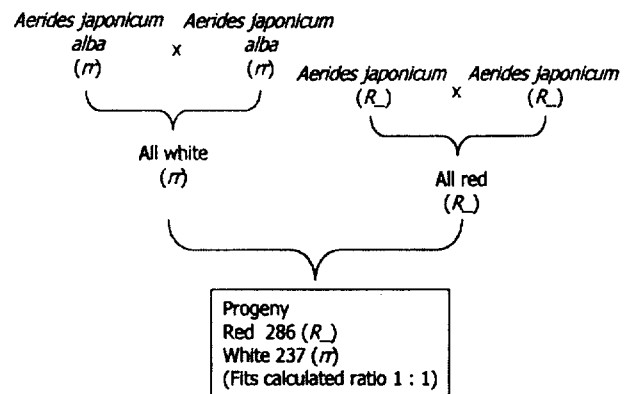 Aerides japonicum x Aerides japonicum
alba alba
(rr) (rr)
Aerides japonicum x Aerides japonicum
(R_) (R_)
All white
(rr)
All red
(R_)
Progeny
Red 286 (R_)
White 237 (rr)
(Fits calculated ratio 1 : 1)